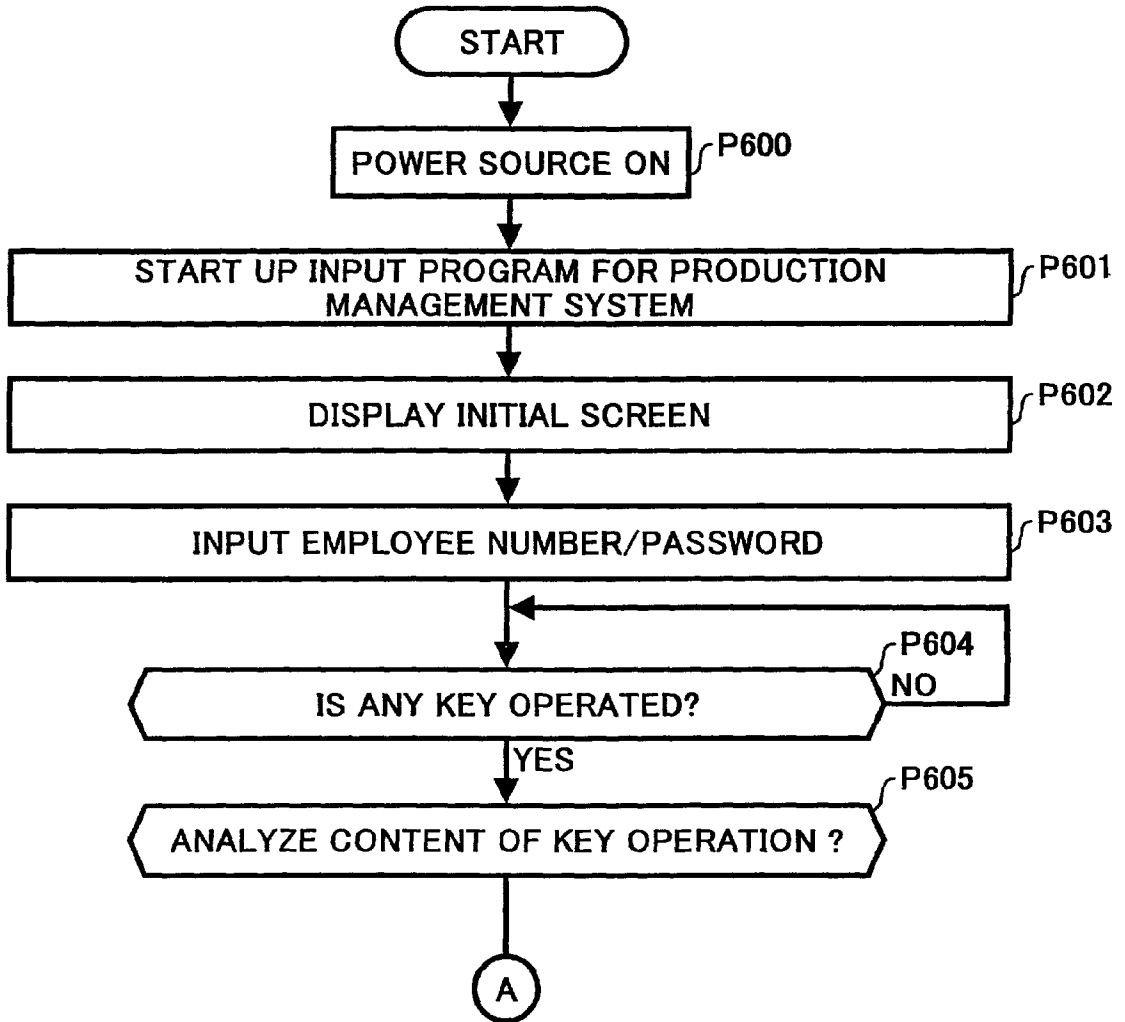 START
POWER SOURCE ON
P600
START UP INPUT PROGRAM FOR PRODUCTION
MANAGEMENT SYSTEM
P601
DISPLAY INITIAL SCREEN
P602
INPUT EMPLOYEE NUMBER/PASSWORD
P603
IS ANY KEY OPERATED?
P604
NO
YES
ANALYZE CONTENT OF KEY OPERATION ?
P605
A